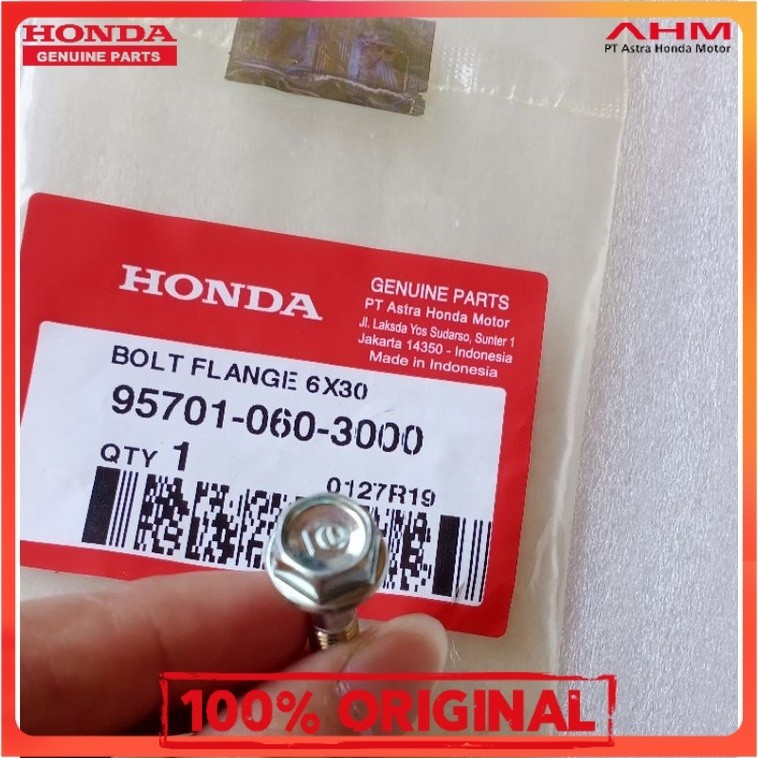 HONDA
GENUINE PARTS
AHM
PT Astra Honda Motor
HONDA
GENUINE PARTS
PT Astra Honda Motor
Jl. Laksda Yos Sudarso, Sunter 1
Jakarta 14350 - Indonesia
Made in Indonesia
BOLT FLANGE 6X30
95701-060-3000
QTY 1
0127R19
100% ORIGINAL